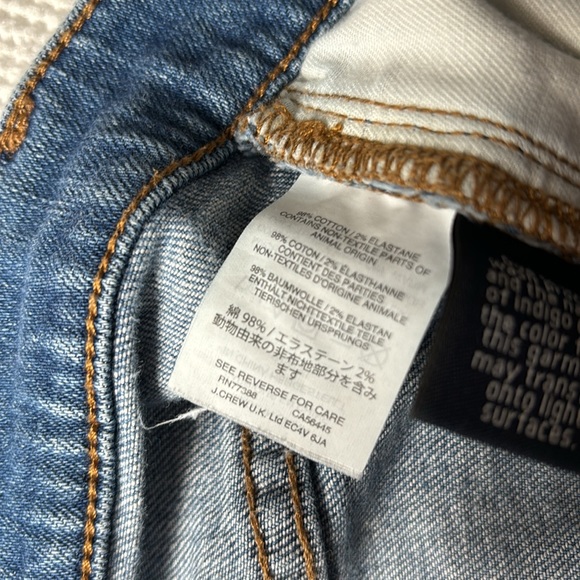 98% COTTON / 2% ELASTANE
CONTAINS NON-TEXTILE PARTS OF
ANIMAL ORIGIN
98% COTON / 2% ELASTHANNE
CONTIENT DES PARTIES
NON-TEXTILES D'ORIGINE ANIMALE
98% BAUMWOLLE / 2% ELASTAN
ENTHÄLT NICHTTEXTILE TEILE
TIERISCHEN URSPRUNGS
綿 98% / エラステーン 2%
動物由来の非布地部分を含み
ます
SEE REVERSE FOR CARE
RN77388 CA56445
J.CREW U.K. Ltd EC4V 6JA
of Indigo
the color
the garm
may tran
onto ligh
surfaces.